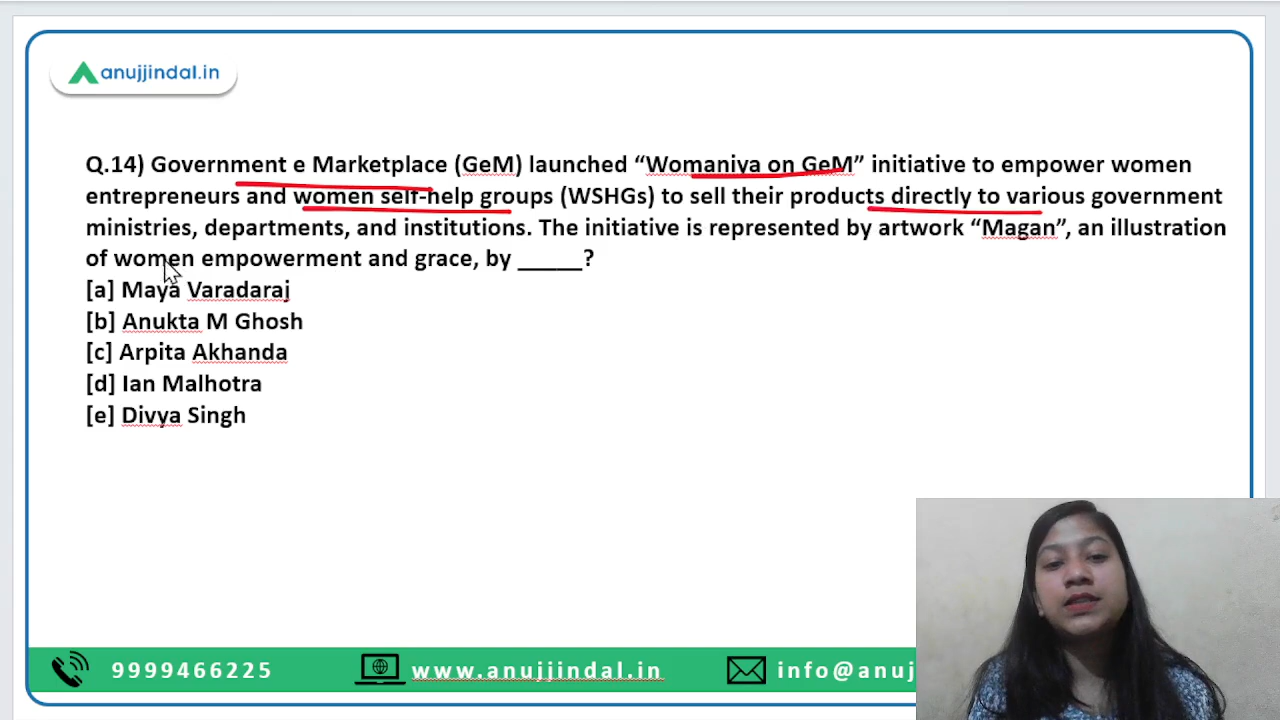 anujjindal.in
Q.14) Government e Marketplace (GeM) launched “Womaniya on GeM” initiative to empower women
entrepreneurs and women self-help groups (WSHGs) to sell their products directly to various government
ministries, departments, and institutions. The initiative is represented by artwork “Magan”, an illustration
of women empowerment and grace, by _____?
[a] Maya Varadaraj
[b] Anukta M Ghosh
[c] Arpita Akhanda
[d] Ian Malhotra
[e] Divya Singh
9999466225 www.anujjindal.in info@anuj